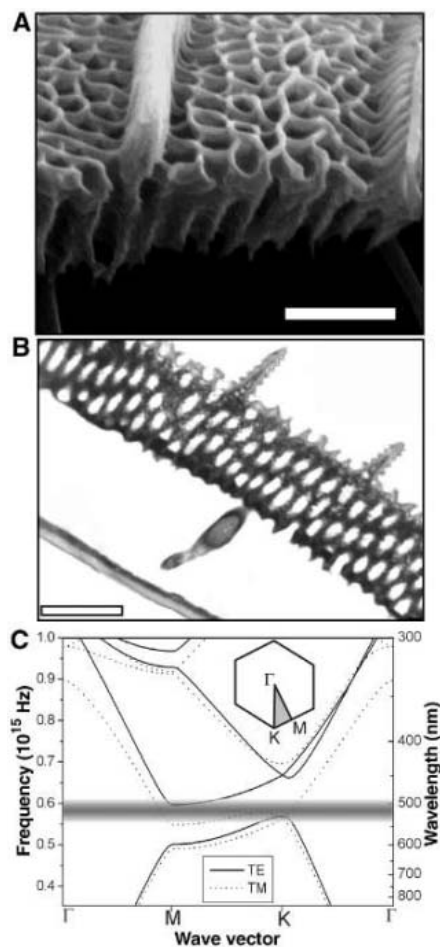 A
B
C
1.0
0.9
0.8
0.7
0.6
0.5
0.4
Frequency (10¹⁵ Hz)
300
400
500
600
700
800
Wavelength (nm)
Γ
K
M
TE
TM
Γ
M
K
Γ
Wave vector